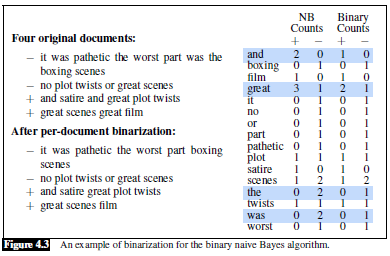 NB Binary
Counts Counts
+ − + −
Four original documents:
− it was pathetic the worst part was the
boxing scenes
− no plot twists or great scenes
+ and satire and great plot twists
+ great scenes great film
After per-document binarization:
− it was pathetic the worst part boxing
scenes
− no plot twists or great scenes
+ and satire great plot twists
+ great scenes film
and 2 0 1 0
boxing 0 1 0 1
film 1 0 1 0
great 3 1 2 1
it 0 1 0 1
no 0 1 0 1
or 0 1 0 1
part 0 1 0 1
pathetic 0 1 0 1
plot 1 1 1 1
satire 1 0 1 0
scenes 1 2 1 2
the 0 2 0 1
twists 1 1 1 1
was 0 2 0 1
worst 0 1 0 1
Figure 4.3 An example of binarization for the binary naive Bayes algorithm.